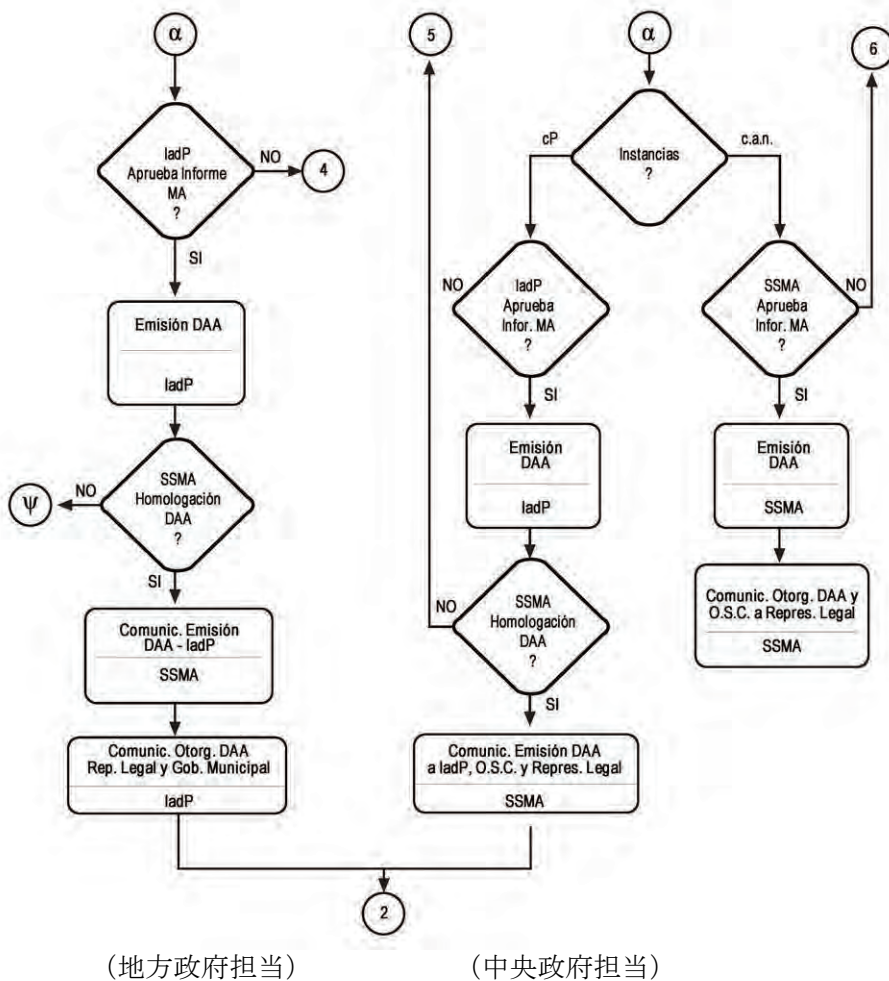 α
IadP
Aprueba Informe
MA
?
NO
4
SI
Emisión DAA
IadP
SSMA
Homologación
DAA
?
NO
Ψ
SI
Comunic. Emisión
DAA - IadP
SSMA
Comunic. Otorg. DAA
Rep. Legal y Gob. Municipal
IadP
5
α
6
Instancias
?
cP
c.a.n.
IadP
Aprueba
Infor. MA
?
NO
SI
Emisión
DAA
IadP
SSMA
Homologación
DAA
?
NO
SI
Comunic. Emisión DAA
a IadP, O.S.C. y Repres. Legal
SSMA
SSMA
Aprueba
Infor. MA
?
NO
SI
Emisión
DAA
SSMA
Comunic. Otorg. DAA y
O.S.C. a Repres. Legal
SSMA
2
(地方政府担当)
(中央政府担当)